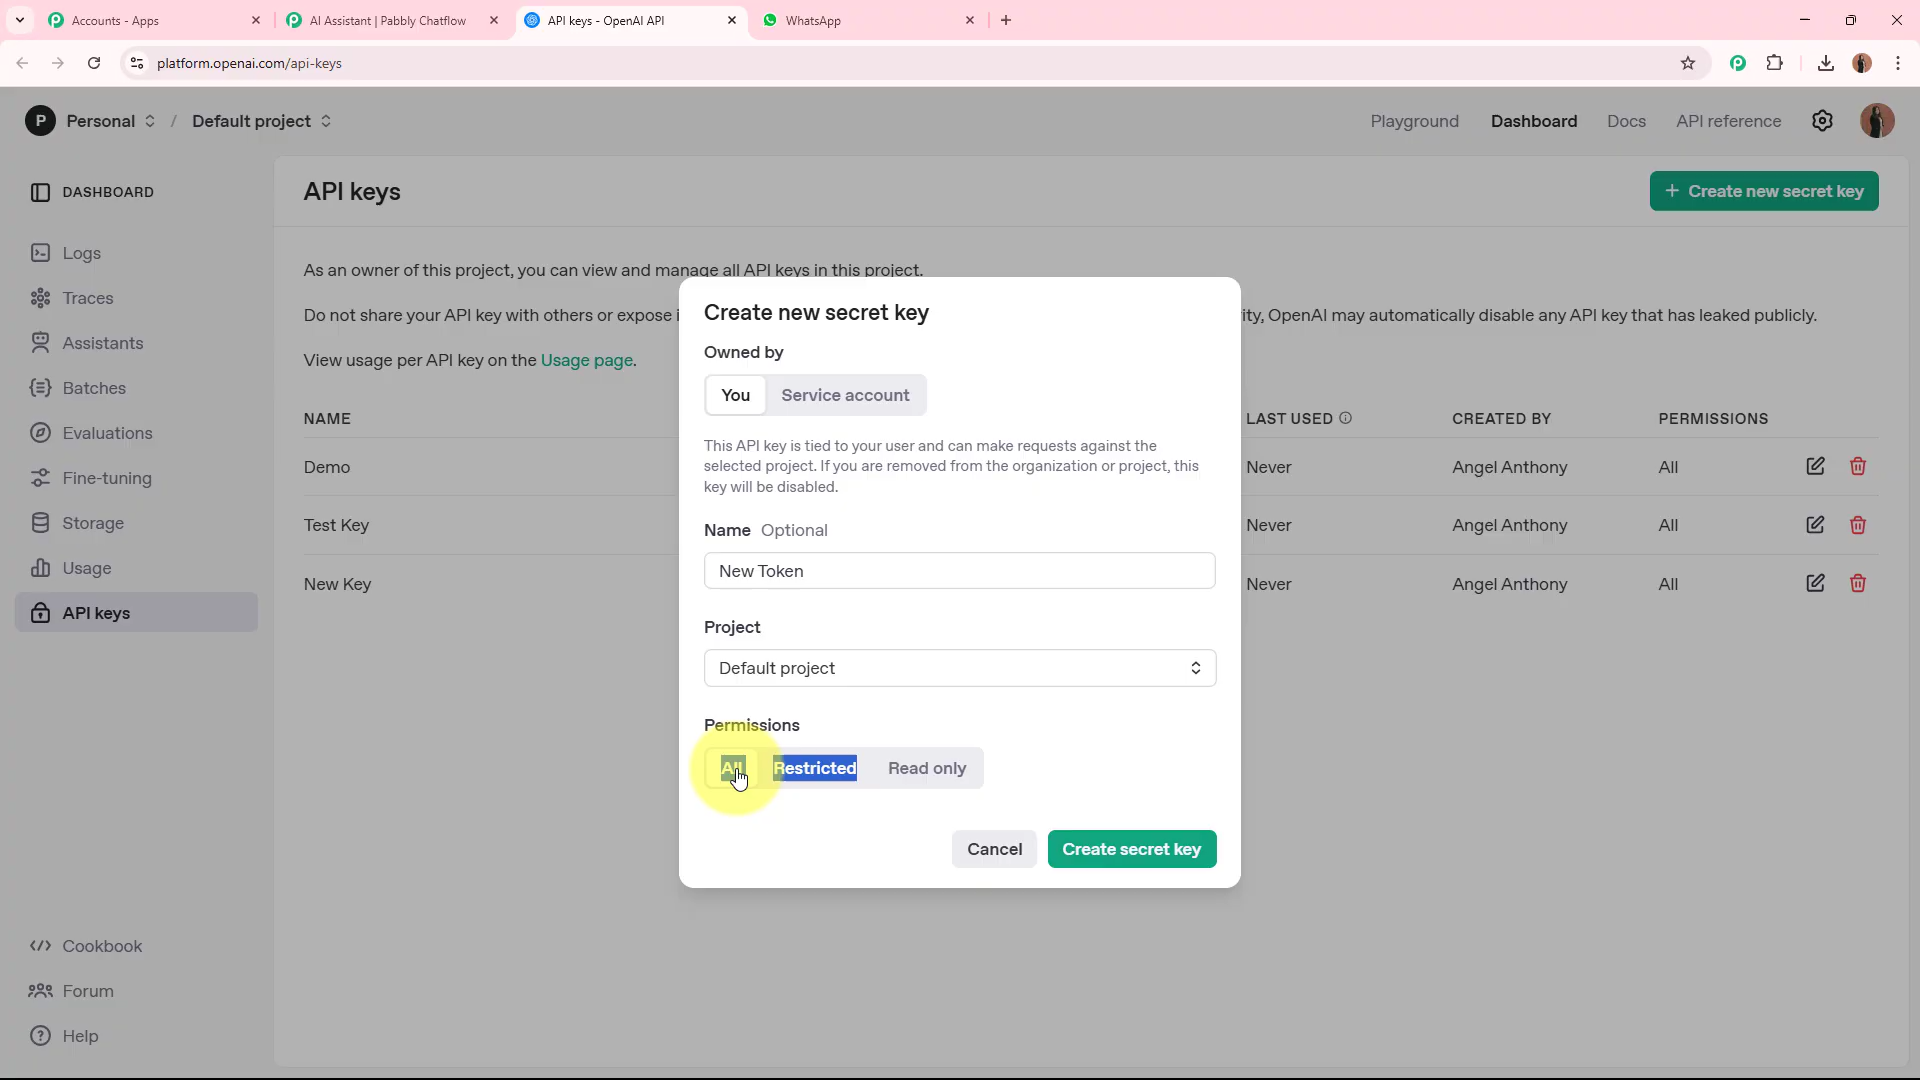 Accounts - Apps
AI Assistant | Pabbly Chatflow
API keys - OpenAI API
WhatsApp
platform.openai.com/api-keys
P Personal / Default project
Playground Dashboard Docs API reference
DASHBOARD
Logs
Traces
Assistants
Batches
Evaluations
Fine-tuning
Storage
Usage
API keys
Cookbook
Forum
Help
API keys
+ Create new secret key
As an owner of this project, you can view and manage all API keys in this project.
Do not share your API key with others or expose i
ity, OpenAI may automatically disable any API key that has leaked publicly.
View usage per API key on the Usage page.
NAME LAST USED CREATED BY PERMISSIONS
Demo Never Angel Anthony All
Test Key Never Angel Anthony All
New Key Never Angel Anthony All
Create new secret key
Owned by
You Service account
This API key is tied to your user and can make requests against the
selected project. If you are removed from the organization or project, this
key will be disabled.
Name Optional
New Token
Project
Default project
Permissions
All Restricted Read only
Cancel Create secret key